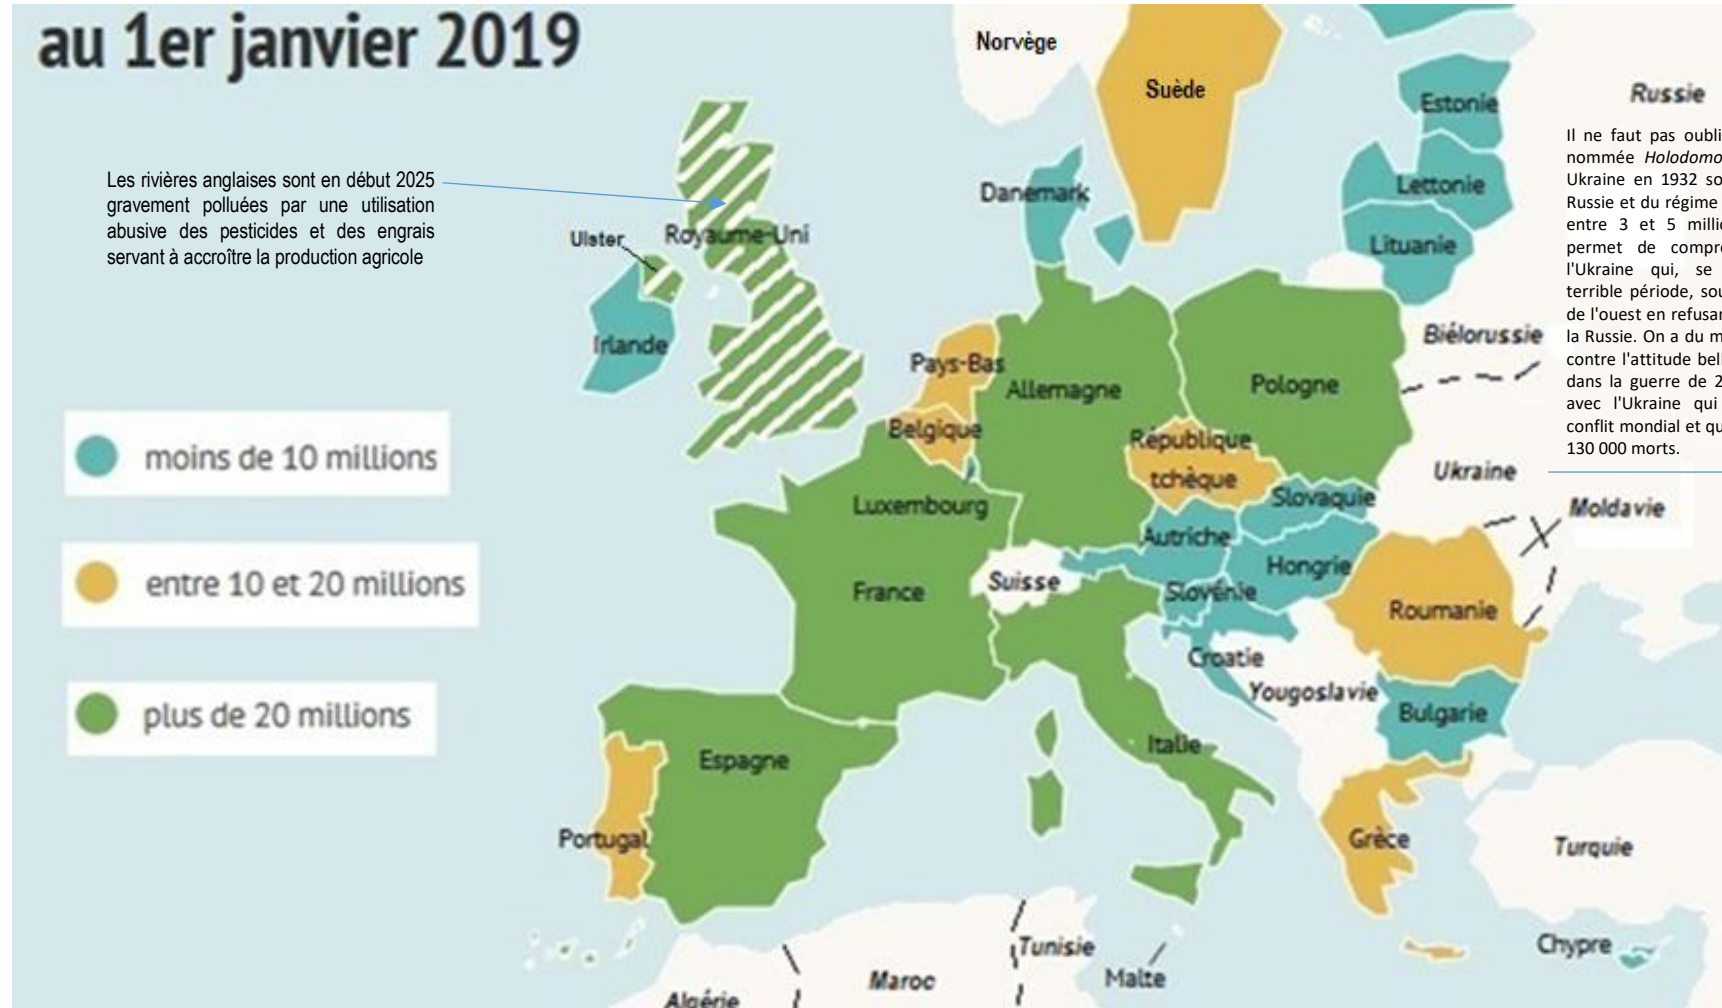 au 1er janvier 2019
Les rivières anglaises sont en début 2025
gravement polluées par une utilisation
abusive des pesticides et des engrais
servant à accroître la production agricole
moins de 10 millions
entre 10 et 20 millions
plus de 20 millions
Norvège
Suède
Estonie
Russie
Lettonie
Danemark
Lituanie
Ulster
Royaume-Uni
Irlande
Biélorussie
Pays-Bas
Allemagne
Pologne
Belgique
République
tchèque
Ukraine
Luxembourg
Slovaquie
Moldavie
Autriche
Hongrie
Suisse
France
Slovénie
Roumanie
Croatie
Yougoslavie
Bulgarie
Italie
Espagne
Portugal
Grèce
Turquie
Chypre
Tunisie
Malte
Maroc
Algérie
Il ne faut pas oubli
nommée Holodomo
Ukraine en 1932 so
Russie et du régime
entre 3 et 5 milli
permet de compr
l'Ukraine qui, se
terrible période, sou
de l'ouest en refusa
la Russie. On a du m
contre l'attitude bel
dans la guerre de 2
avec l'Ukraine qui
conflit mondial et qu
130 000 morts.